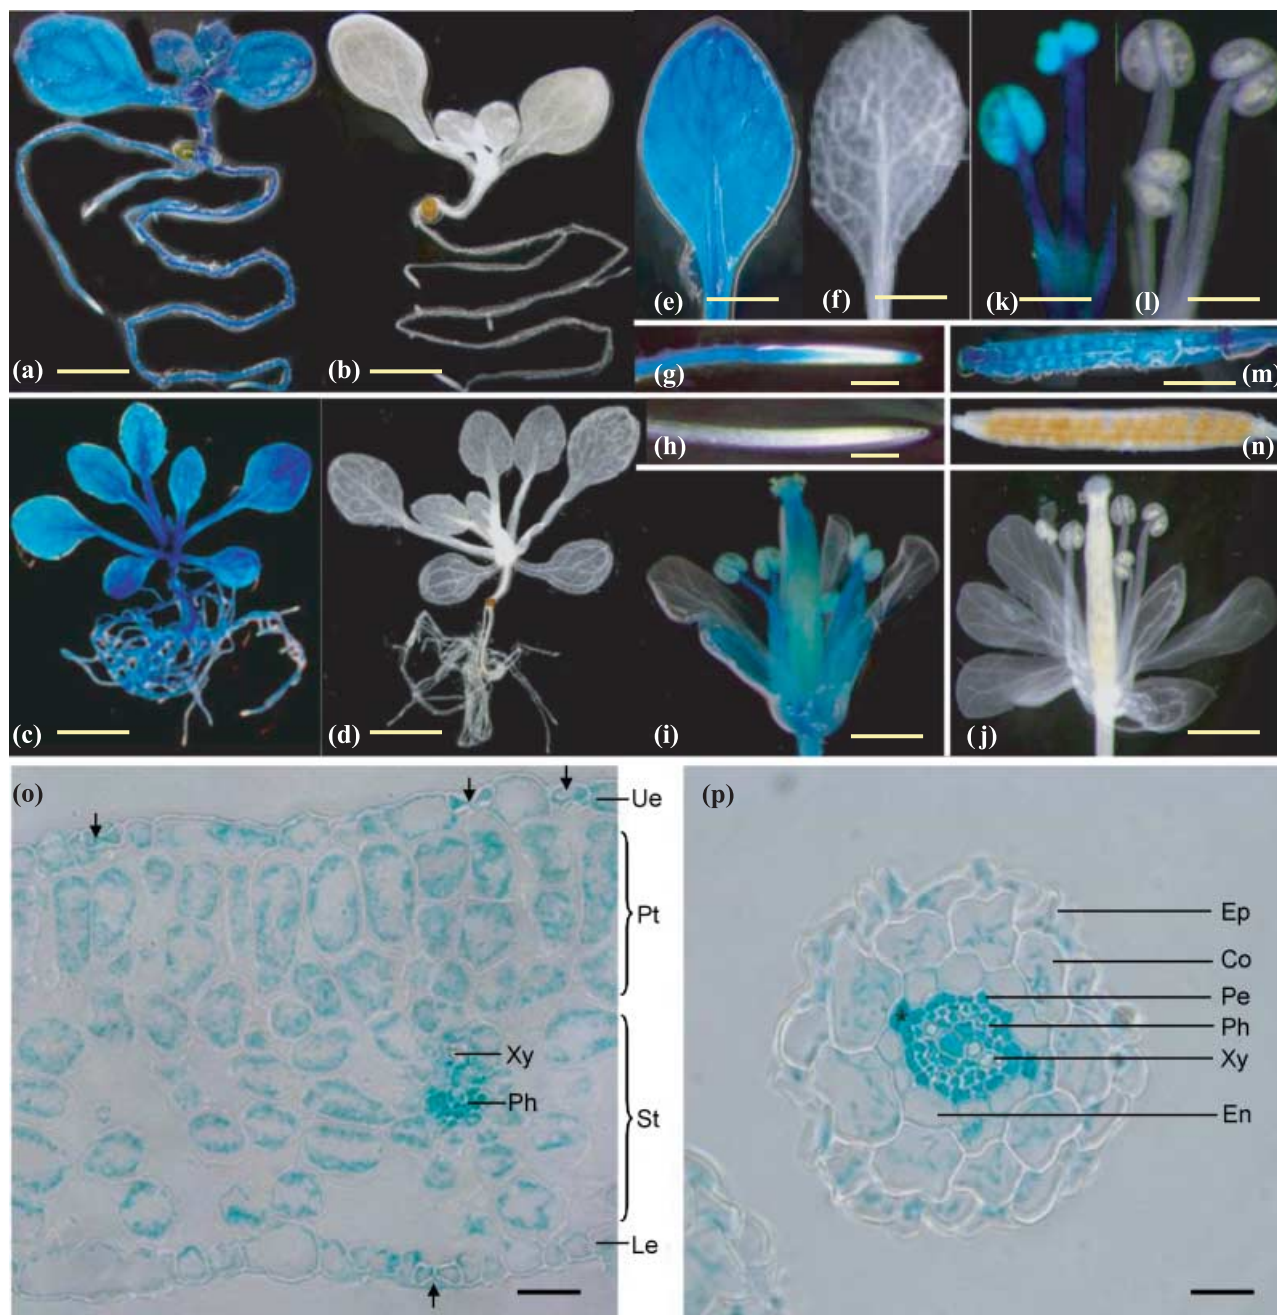 (a)
(b)
(e)
(f)
(k)
(l)
(g)
(m)
(h)
(n)
(c)
(d)
(i)
(j)
(o)
Ue
Pt
Xy
Ph
St
Le
(p)
Ep
Co
Pe
Ph
Xy
En
*